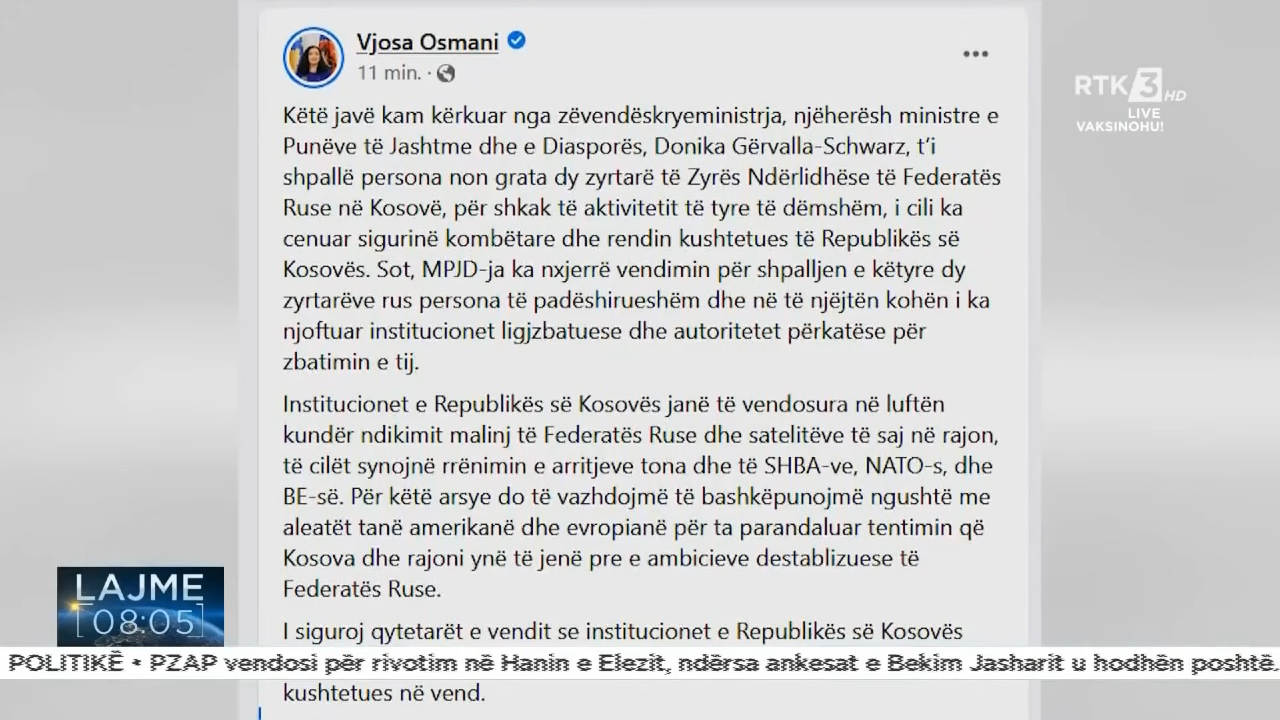 Vjosa Osmani
11 min. ·
RTK 3 HD
LIVE
VAKSINOHU!
Këtë javë kam kërkuar nga zëvendëskryeministrja, njëherësh ministre e
Punëve të Jashtme dhe e Diasporës, Donika Gërvalla-Schwarz, t'i
shpallë persona non grata dy zyrtarë të Zyrës Ndërlidhëse të Federatës
Ruse në Kosovë, për shkak të aktivitetit të tyre të dëmshëm, i cili ka
cenuar sigurinë kombëtare dhe rendin kushtetues të Republikës së
Kosovës. Sot, MPJD-ja ka nxjerrë vendimin për shpalljen e këtyre dy
zyrtarëve rus persona të padëshirueshëm dhe në të njëjtën kohën i ka
njoftuar institucionet ligjzbatuese dhe autoritetet përkatëse për
zbatimin e tij.
Institucionet e Republikës së Kosovës janë të vendosura në luftën
kundër ndikimit malinj të Federatës Ruse dhe satelitëve të saj në rajon,
të cilët synojnë rrënimin e arritjeve tona dhe të SHBA-ve, NATO-s, dhe
BE-së. Për këtë arsye do të vazhdojmë të bashkëpunojmë ngushtë me
aleatët tanë amerikanë dhe evropianë për ta parandaluar tentimin që
Kosova dhe rajoni ynë të jenë pre e ambicieve destablizuese të
Federatës Ruse.
I siguroj qytetarët e vendit se institucionet e Republikës së Kosovës
kushtetues në vend.
LAJME
[08:05]
POLITIKË • PZAP vendosi për rivotim në Hanin e Elezit, ndërsa ankesat e Bekim Jasharit u hodhën poshtë.